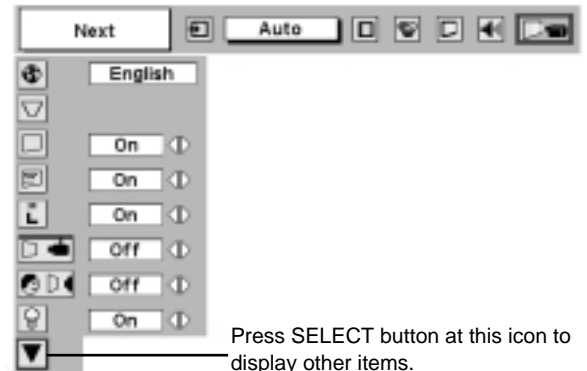 Next
Auto
English
On
On
On
Off
Off
On
Press SELECT button at this icon to
display other items.